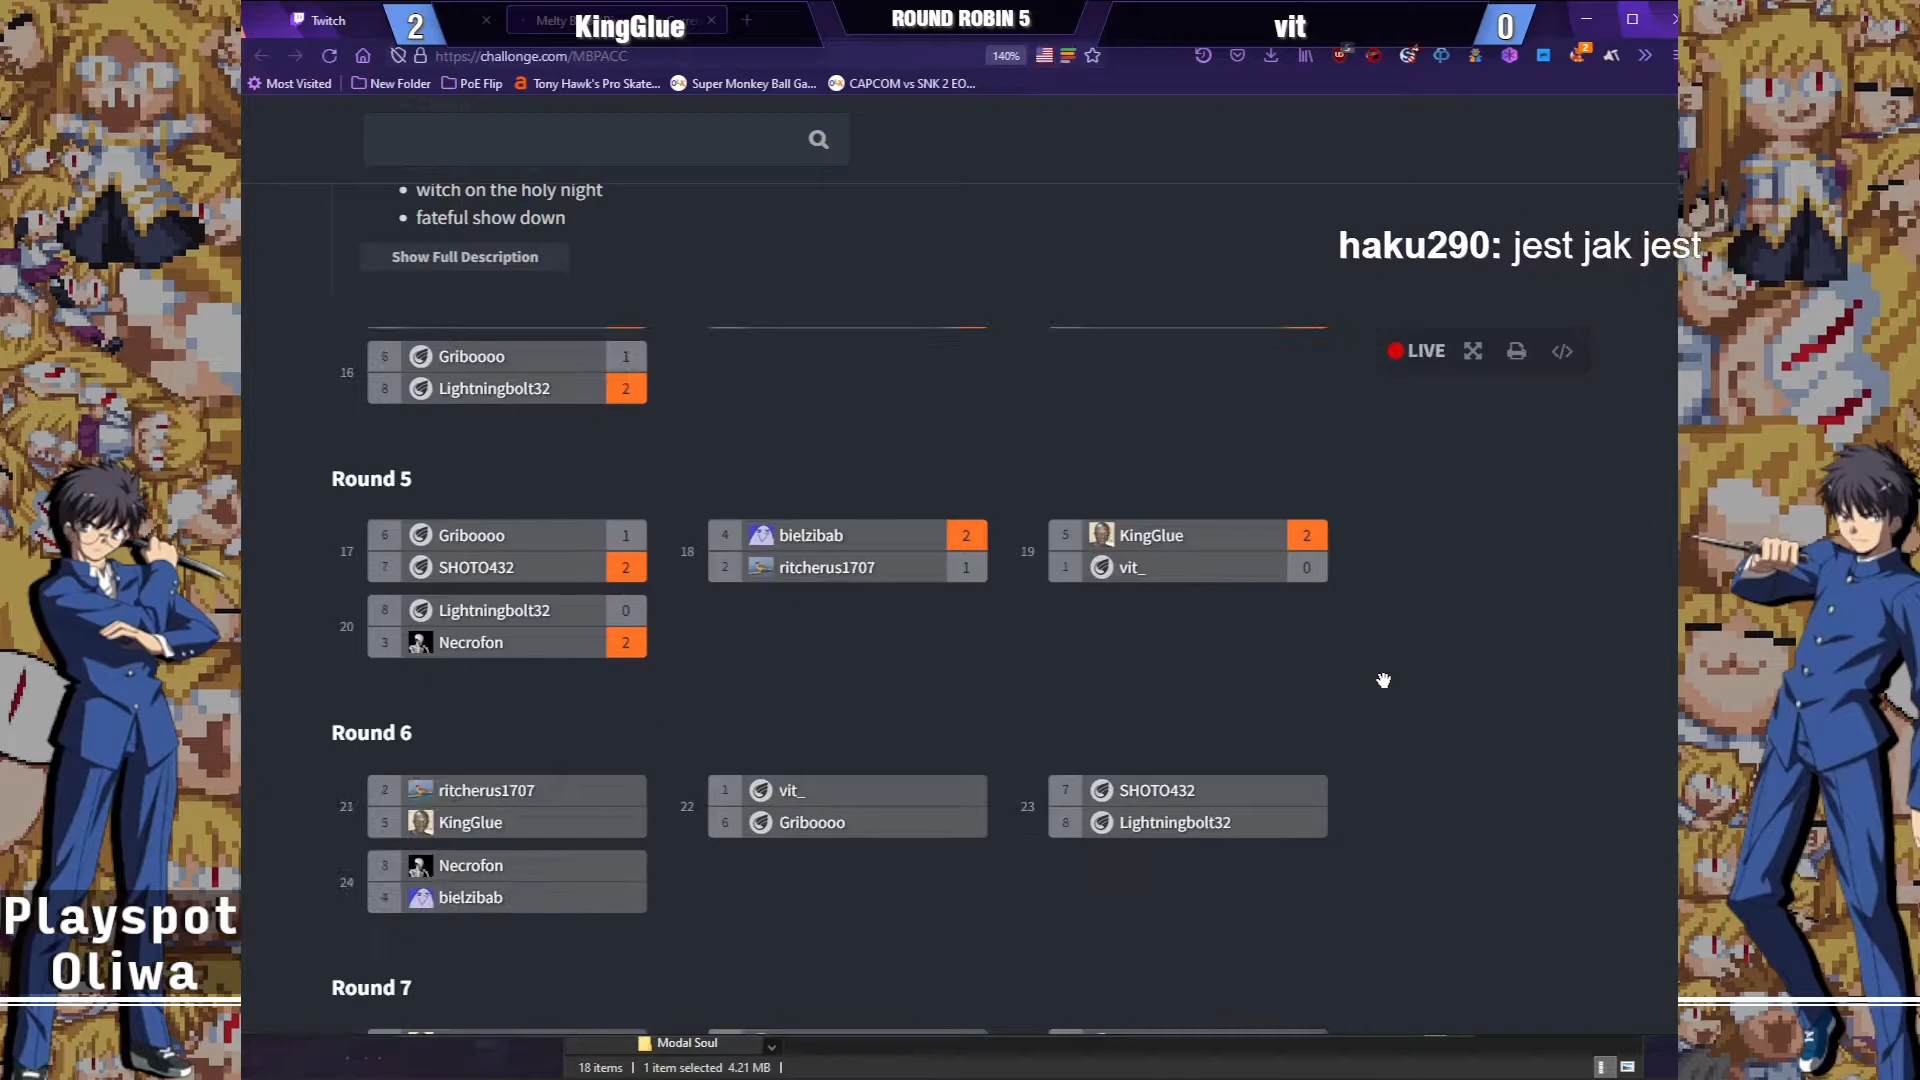 2
KingGlue
ROUND ROBIN 5
vit
0
Twitch
https://challonge.com/MBPACC
140%
5
2
Most Visited
New Folder
PoE Flip
Tony Hawk's Pro Skate...
Super Monkey Ball Ga...
CAPCOM vs SNK 2 EO...
witch on the holy night
fateful show down
Show Full Description
haku290: jest jak jest
LIVE
16
6 Griboooo 1
8 Lightningbolt32 2
Round 5
17
6 Griboooo 1
7 SHOTO432 2
18
4 bielzibab 2
2 ritcherus1707 1
19
5 KingGlue 2
1 vit_ 0
20
8 Lightningbolt32 0
3 Necrofon 2
Round 6
21
2 ritcherus1707
5 KingGlue
22
1 vit_
6 Griboooo
23
7 SHOTO432
8 Lightningbolt32
24
3 Necrofon
4 bielzibab
Round 7
Playspot
Oliwa
Modal Soul
18 items
1 item selected 4.21 MB